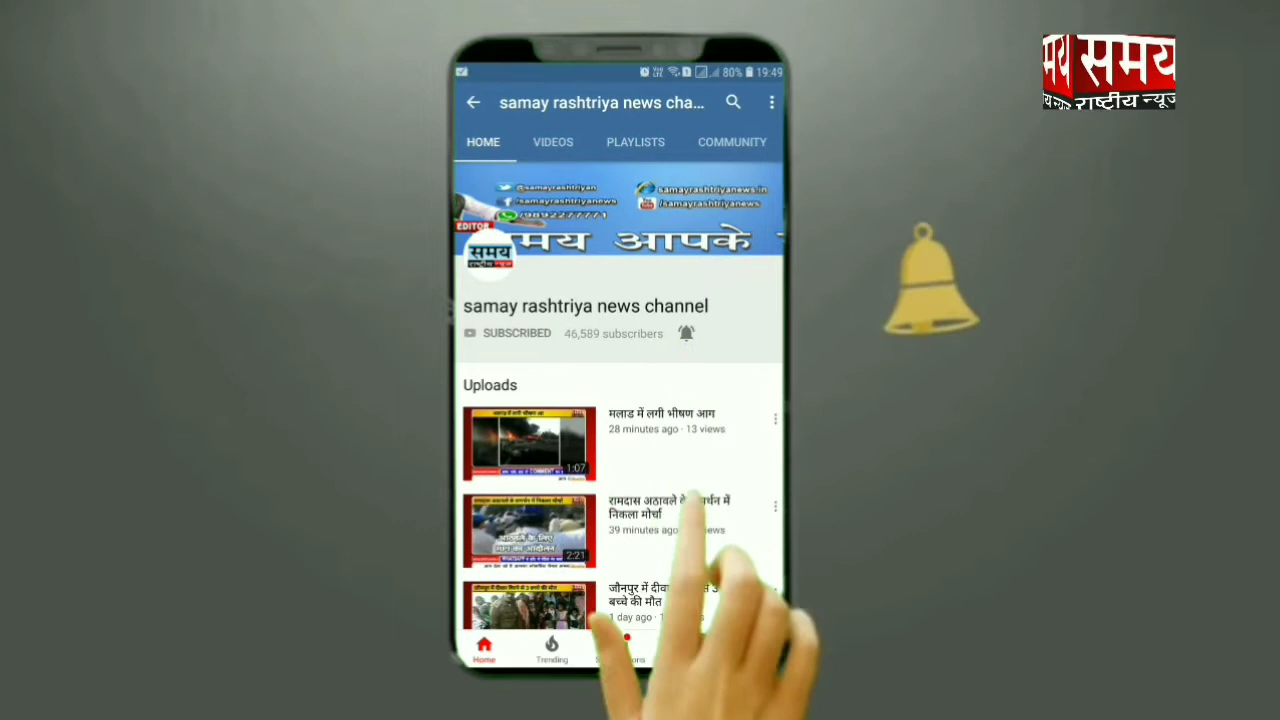 80% 19:49
samay rashtriya news cha...
HOME VIDEOS PLAYLISTS COMMUNITY
@samayrashtriyan
/samayrashtriyanews
/9892277771
samayrashtriyanews.in
/samayrashtriyanews
EDITOR
मय आपके
समय
राष्ट्रीय न्यूज
samay rashtriya news channel
SUBSCRIBED 46,589 subscribers
Uploads
मलाड में लगी भीषण आग
28 minutes ago · 13 views
1:07
रामदास अठावले के
निकला मोर्चा
39 minutes ago
2:21
जौनपुर में
बच्चे की मौत
1 day ago
Home
Trending
समय
राष्ट्रीय न्यूज